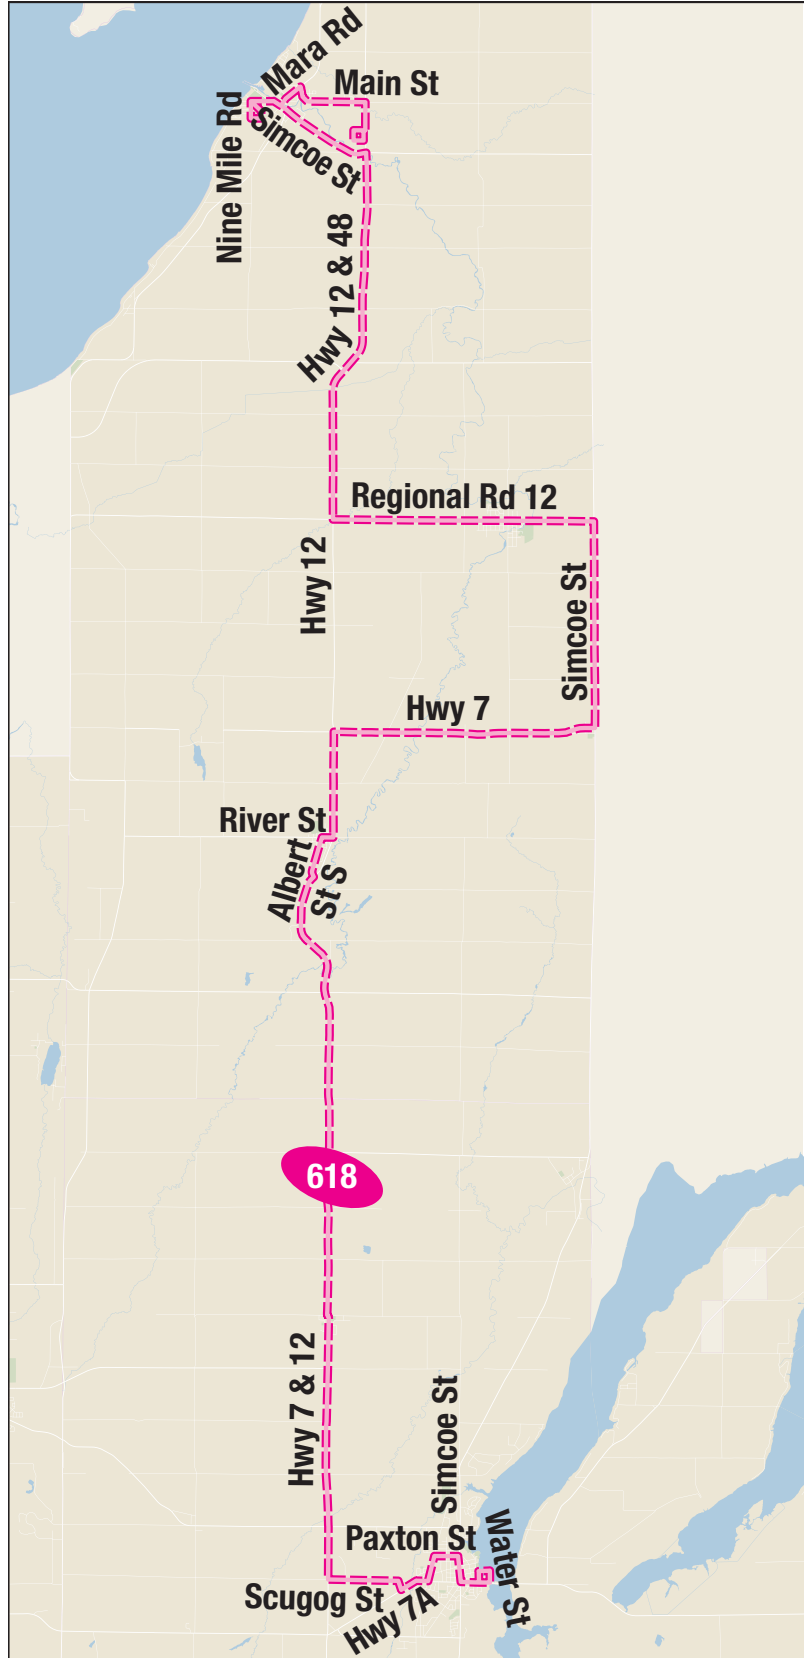 Mara Rd
Main St
Nine Mile Rd
Simcoe St
Hwy 12 & 48
Regional Rd 12
Hwy 12
Simcoe St
Hwy 7
River St
Albert
St S
618
Hwy 7 & 12
Simcoe St
Paxton St
Water St
Scugog St
Hwy 7A